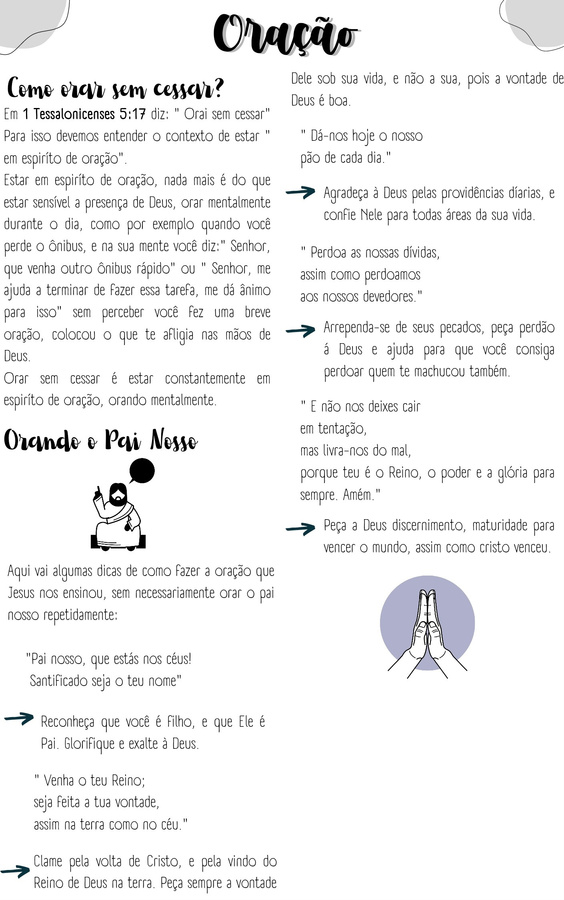 Oração
Como orar sem cessar?
Em 1 Tessalonicenses 5:17 diz: " Orai sem cessar"
Para isso devemos entender o contexto de estar "
em espiríto de oração".
Estar em espiríto de oração, nada mais é do que
estar sensível a presença de Deus, orar mentalmente
durante o dia, como por exemplo quando você
perde o ônibus, e na sua mente você diz:" Senhor,
que venha outro ônibus rápido" ou " Senhor, me
ajuda a terminar de fazer essa tarefa, me dá ânimo
para isso" sem perceber você fez uma breve
oração, colocou o que te afligia nas mãos de
Deus.
Orar sem cessar é estar constantemente em
espiríto de oração, orando mentalmente.
Orando o Pai Nosso
Aqui vai algumas dicas de como fazer a oração que
Jesus nos ensinou, sem necessariamente orar o pai
nosso repetidamente:
"Pai nosso, que estás nos céus!
Santificado seja o teu nome"
Reconheça que você é filho, e que Ele é
Pai. Glorifique e exalte à Deus.
" Venha o teu Reino;
seja feita a tua vontade,
assim na terra como no céu."
Clame pela volta de Cristo, e pela vindo do
Reino de Deus na terra. Peça sempre a vontade
Dele sob sua vida, e não a sua, pois a vontade de
Deus é boa.
" Dá-nos hoje o nosso
pão de cada dia."
Agradeça à Deus pelas providências díarias, e
confie Nele para todas áreas da sua vida.
" Perdoa as nossas dívidas,
assim como perdoamos
aos nossos devedores."
Arrependa-se de seus pecados, peça perdão
á Deus e ajuda para que você consiga
perdoar quem te machucou também.
" E não nos deixes cair
em tentação,
mas livra-nos do mal,
porque teu é o Reino, o poder e a glória para
sempre. Amém."
Peça a Deus discernimento, maturidade para
vencer o mundo, assim como cristo venceu.